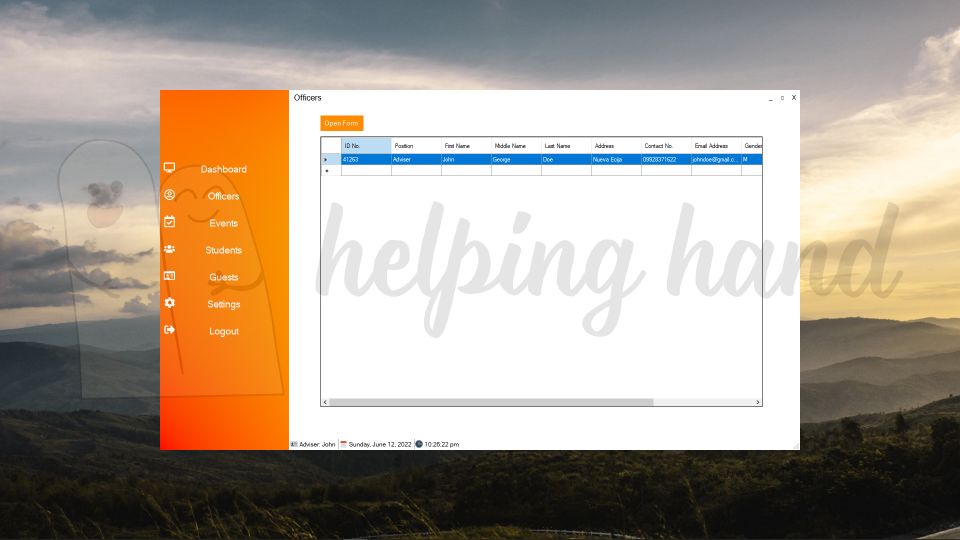 Officers
_ □ X
Open Form
ID No. Position First Name Middle Name Last Name Address Contact No. Email Address Gender
41263 Adviser John George Doe Nueva Ecija 09928371622 johndoe@gmail.c... M
Dashboard
Officers
Events
Students
Guests
Settings
Logout
helping hand
Adviser: John Sunday, June 12, 2022 10:26:22 pm